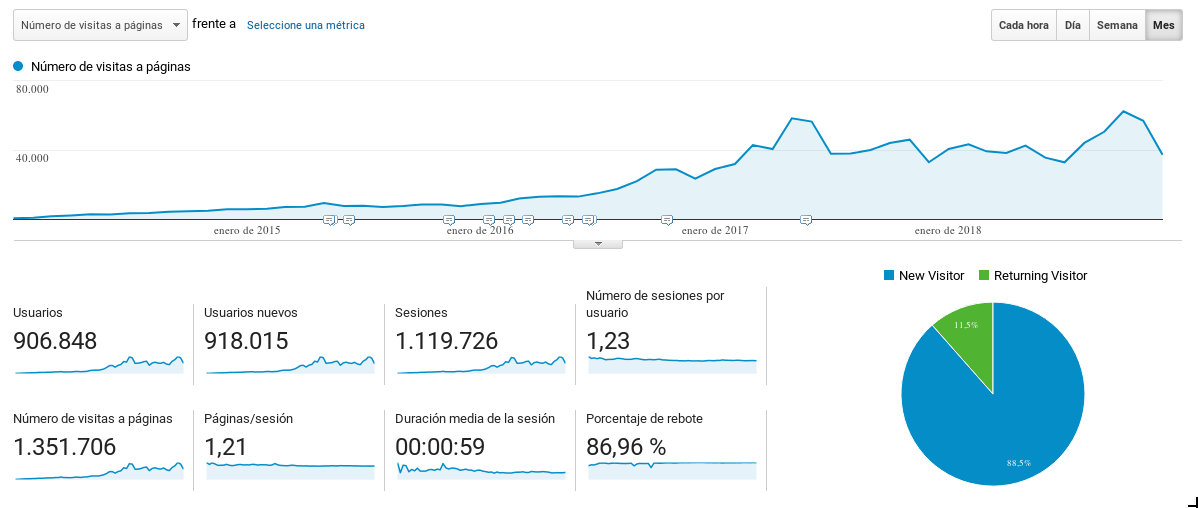 Número de visitas a páginas frente a Seleccione una métrica Cada hora Día Semana Mes
Número de visitas a páginas
80.000
40.000
enero de 2015 enero de 2016 enero de 2017 enero de 2018
New Visitor Returning Visitor
Usuarios
906.848
Usuarios nuevos
918.015
Sesiones
1.119.726
Número de sesiones por
usuario
1,23
Número de visitas a páginas
1.351.706
Páginas/sesión
1,21
Duración media de la sesión
00:00:59
Porcentaje de rebote
86,96 %
11,5%
88,5%